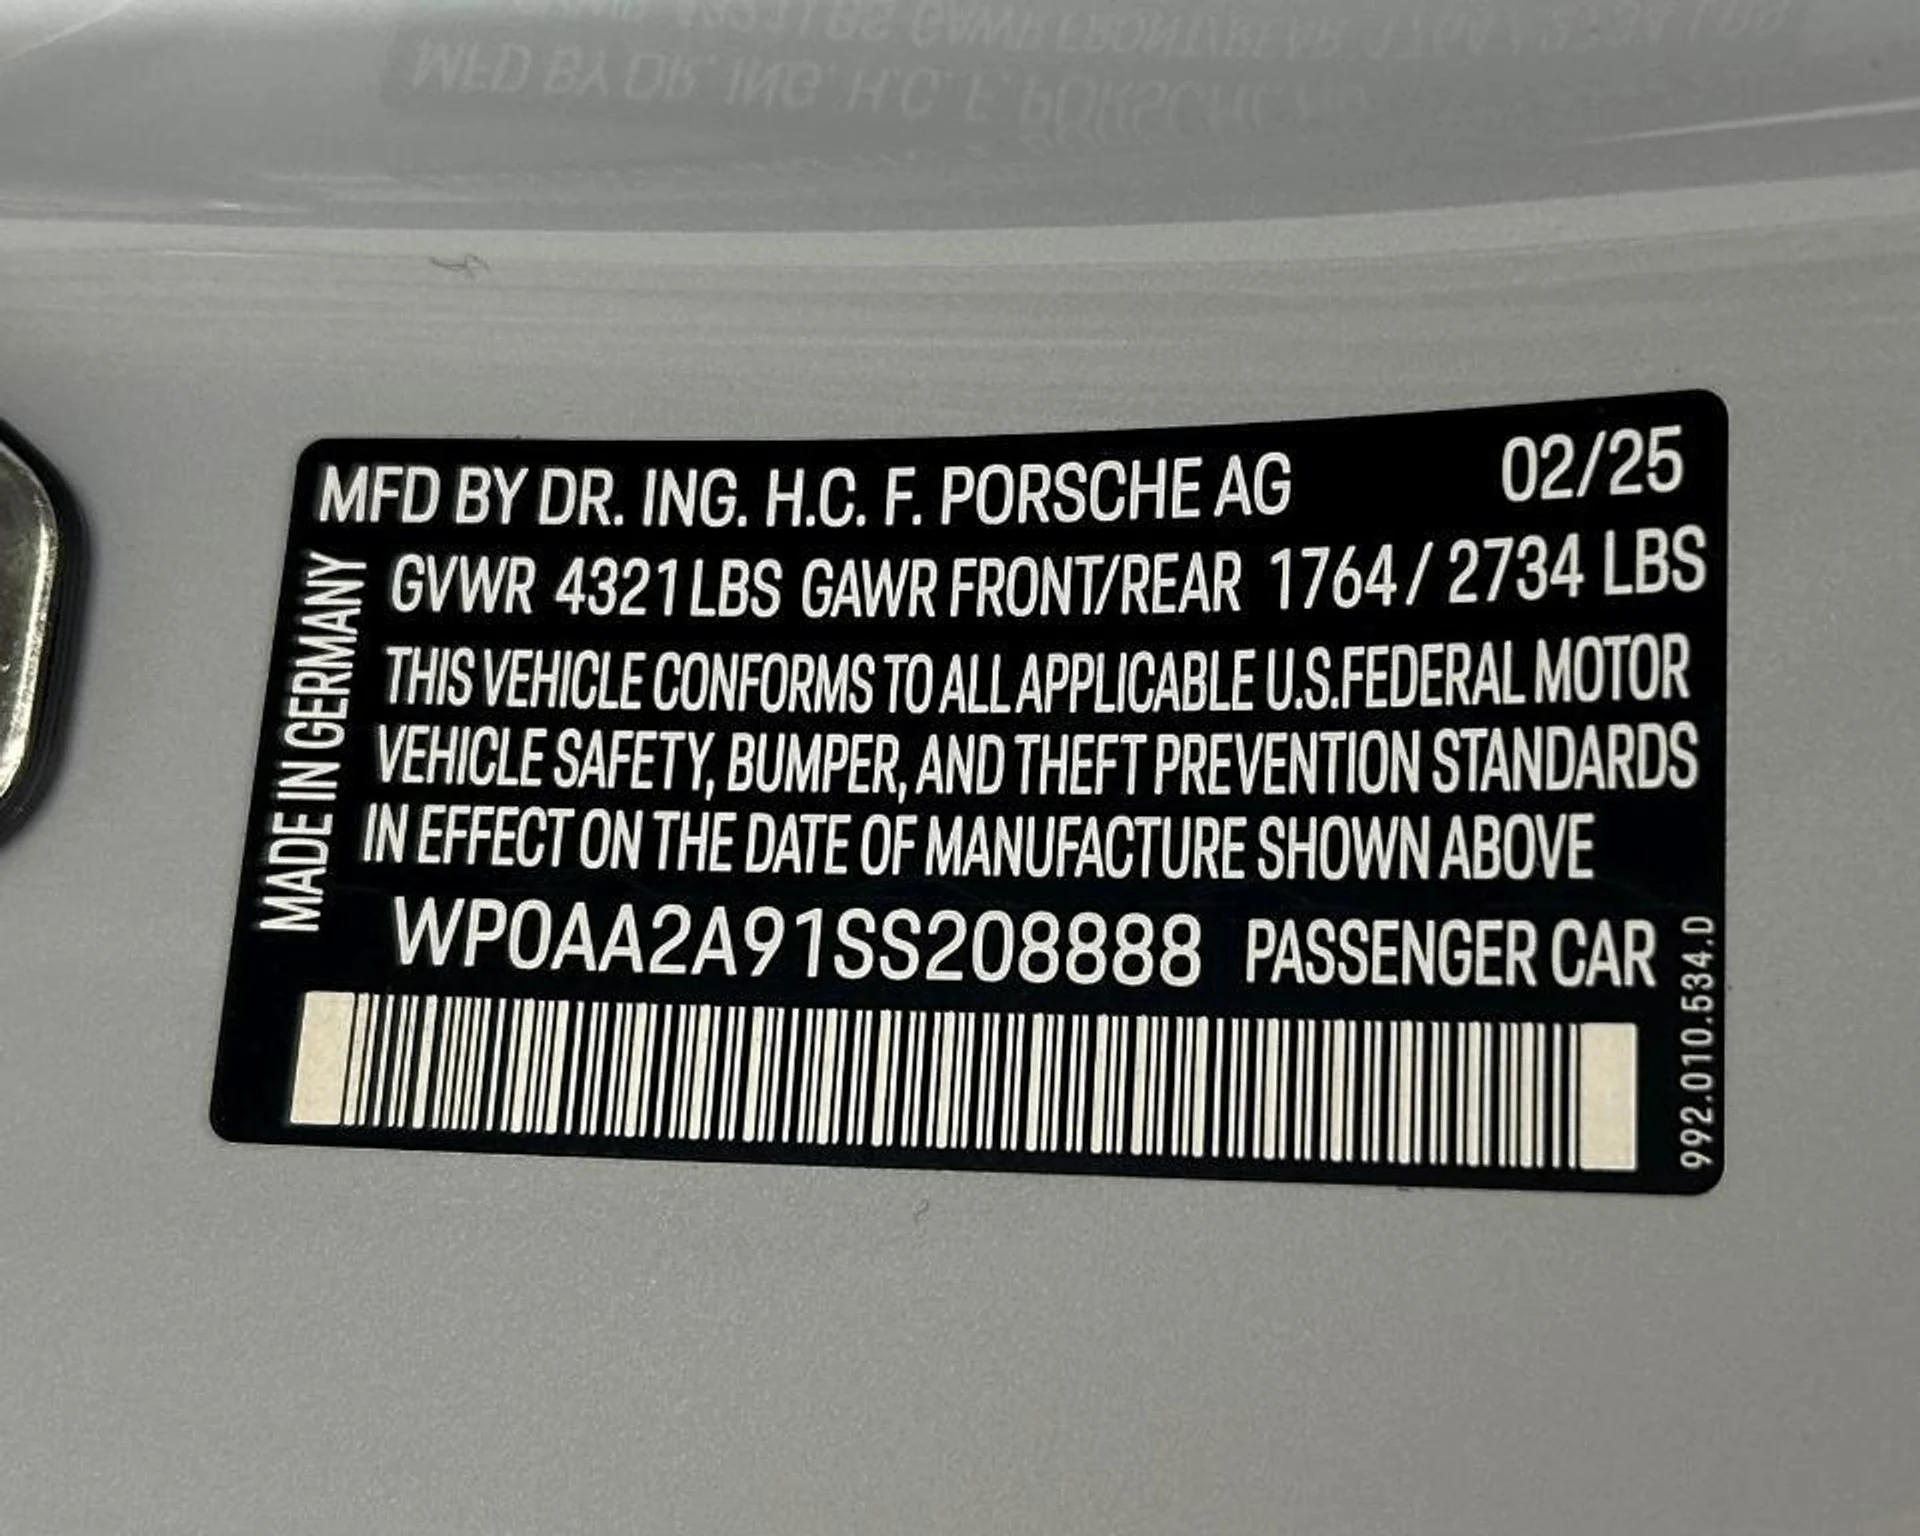 MFD BY DR. ING. H.C. F. PORSCHE AG 02/25
GVWR 4321 LBS GAWR FRONT/REAR 1764 / 2734 LBS
THIS VEHICLE CONFORMS TO ALL APPLICABLE U.S.FEDERAL MOTOR
VEHICLE SAFETY, BUMPER, AND THEFT PREVENTION STANDARDS
IN EFFECT ON THE DATE OF MANUFACTURE SHOWN ABOVE
WP0AA2A91SS208888 PASSENGER CAR
MADE IN GERMANY
992.010.534.D